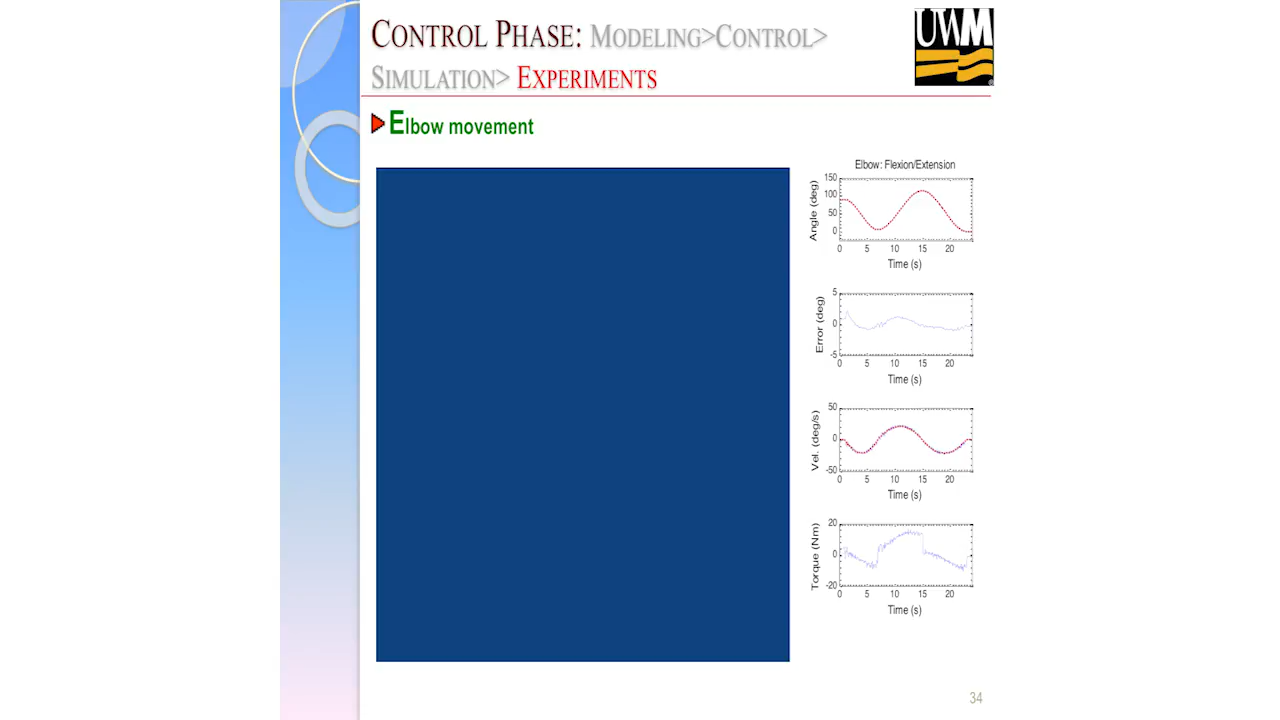 CONTROL PHASE: MODELING>CONTROL>
SIMULATION> EXPERIMENTS
UWM
Elbow movement
Elbow: Flexion/Extension
150
100
50
0
Angle (deg)
0 5 10 15 20
Time (s)
5
0
-5
Error (deg)
0 5 10 15 20
Time (s)
50
0
-50
Vel. (deg/s)
0 5 10 15 20
Time (s)
20
0
-20
Torque (Nm)
0 5 10 15 20
Time (s)
34